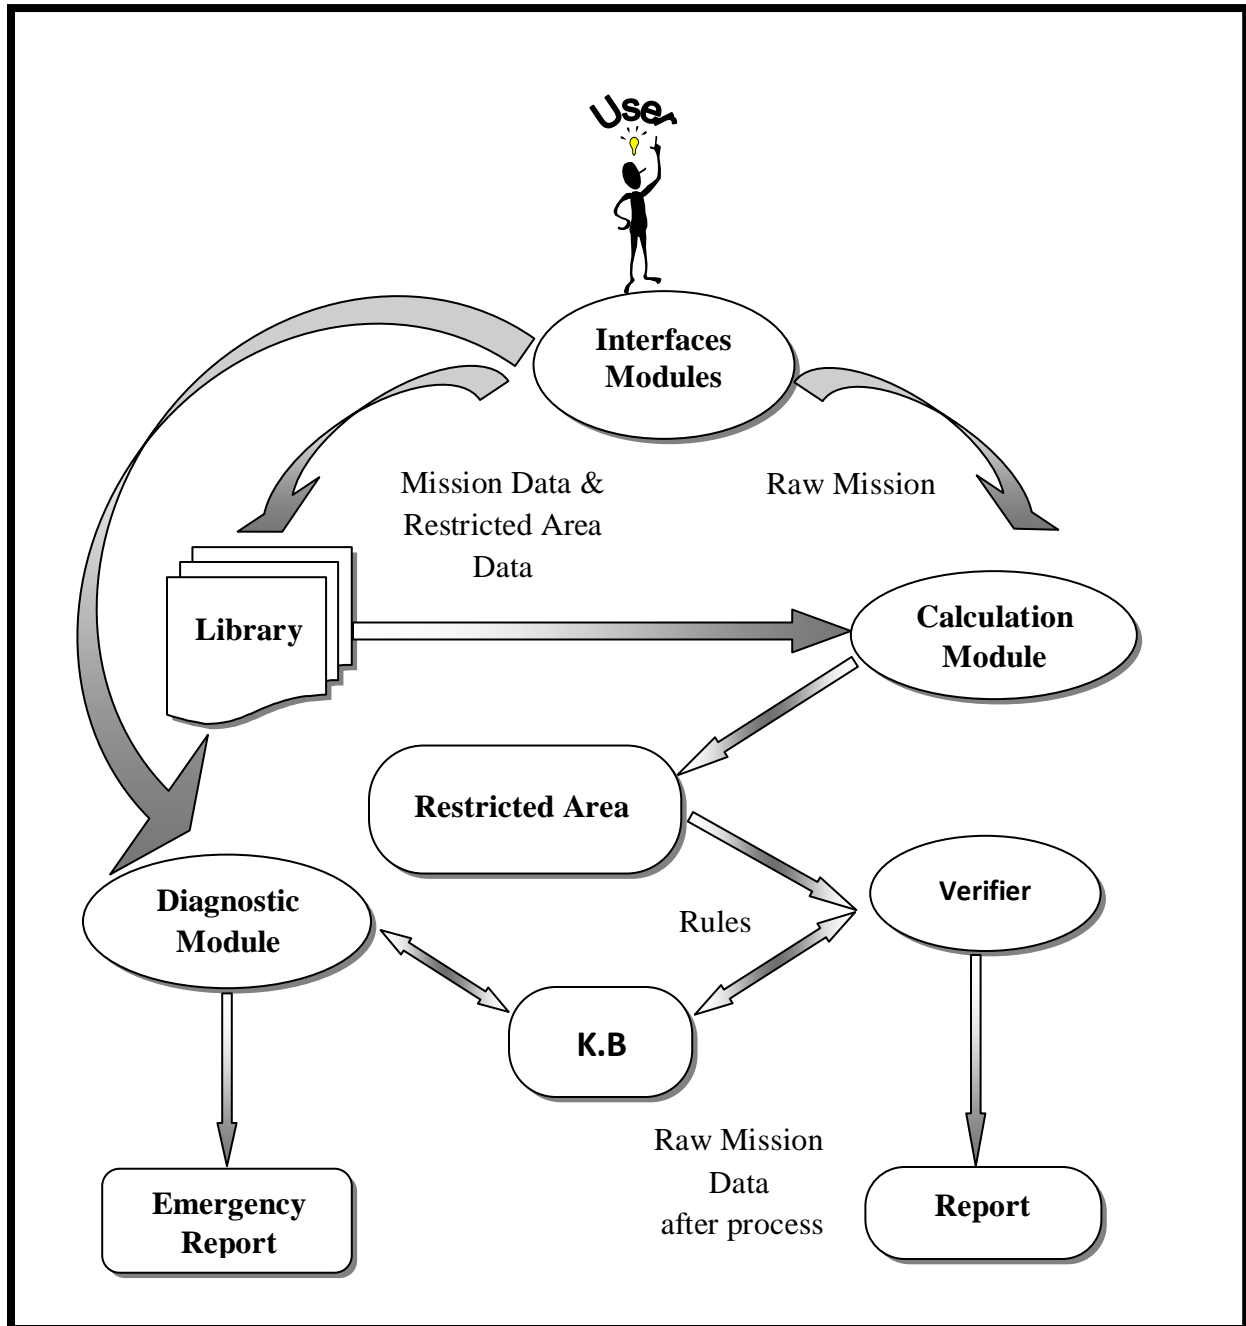 User
Interfaces
Modules
Mission Data &
Restricted Area
Data
Raw Mission
Library
Calculation
Module
Restricted Area
Diagnostic
Module
Rules
Verifier
K.B
Raw Mission
Data
after process
Emergency
Report
Report